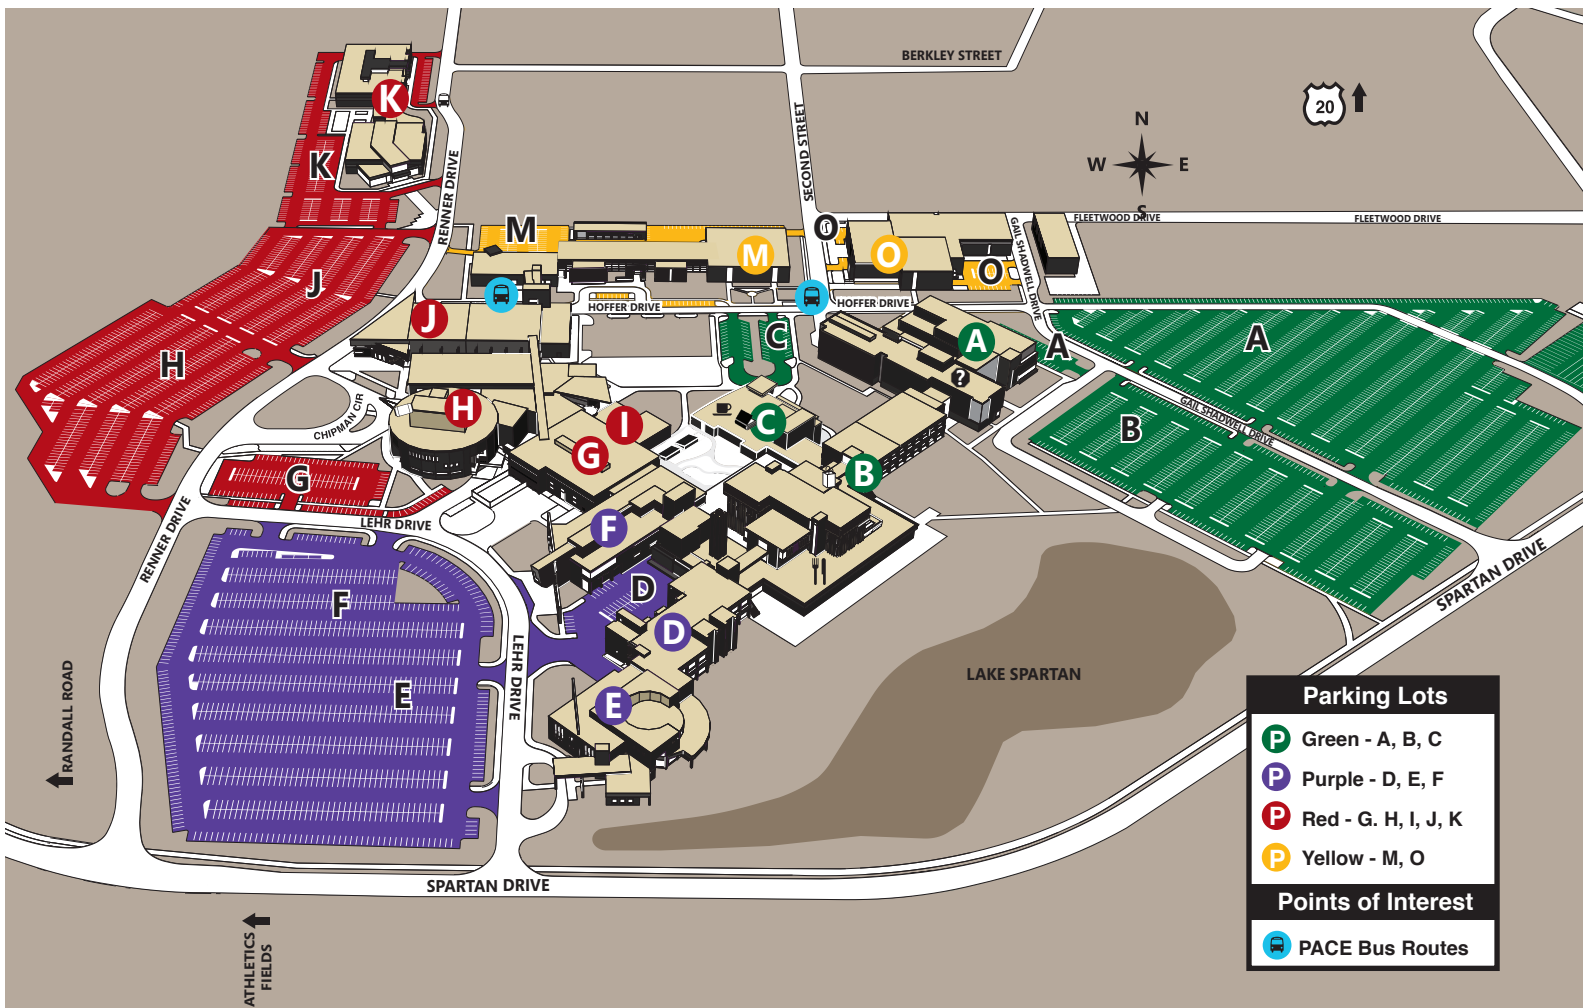 BERKLEY STREET
20
K
K
N
W E
S
RENNER DRIVE
SECOND STREET
M
O
FLEETWOOD DRIVE
FLEETWOOD DRIVE
GAIL SHADWELL DRIVE
M
O
O
J
HOFFER DRIVE
HOFFER DRIVE
J
C
A
A
A
H
?
H
CHIPMAN CIR
I
C
B
GAIL SHADWELL DRIVE
G
B
G
LEHR DRIVE
F
RENNER DRIVE
SPARTAN DRIVE
F
D
D
LEHR DRIVE
E
E
LAKE SPARTAN
RANDALL ROAD
SPARTAN DRIVE
ATHLETICS
FIELDS
Parking Lots
P Green - A, B, C
P Purple - D, E, F
P Red - G. H, I, J, K
P Yellow - M, O
Points of Interest
PACE Bus Routes